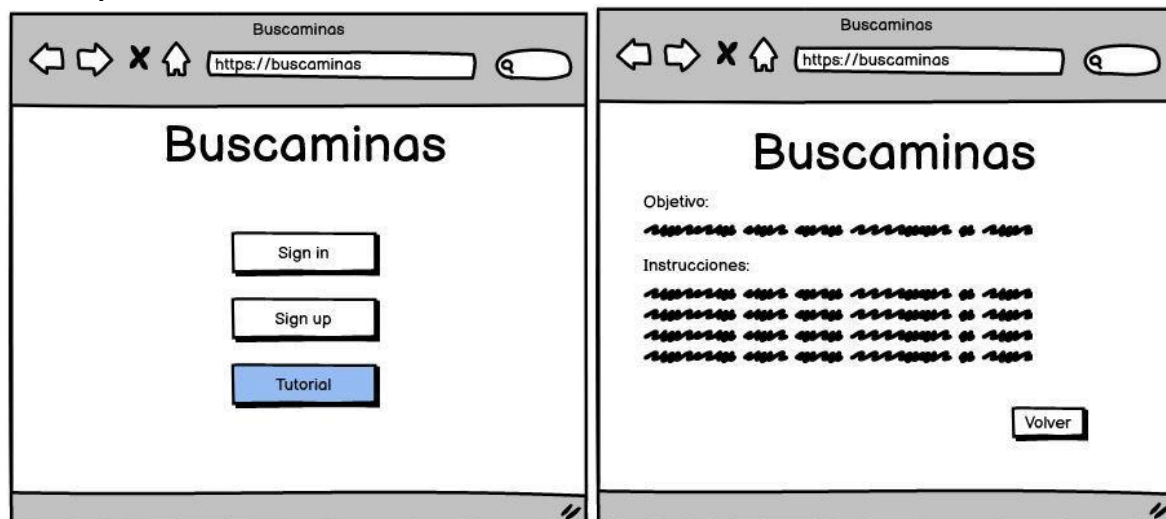 Buscaminas
https://buscaminas
Buscaminas
Sign in
Sign up
Tutorial
Buscaminas
https://buscaminas
Buscaminas
Objetivo:
Instrucciones:
Volver